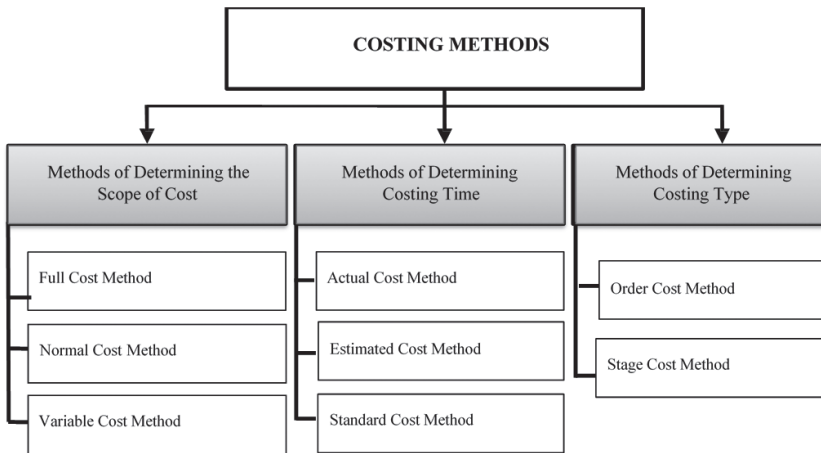 COSTING METHODS
Methods of Determining the
Scope of Cost
Full Cost Method
Normal Cost Method
Variable Cost Method
Methods of Determining
Costing Time
Actual Cost Method
Estimated Cost Method
Standard Cost Method
Methods of Determining
Costing Type
Order Cost Method
Stage Cost Method